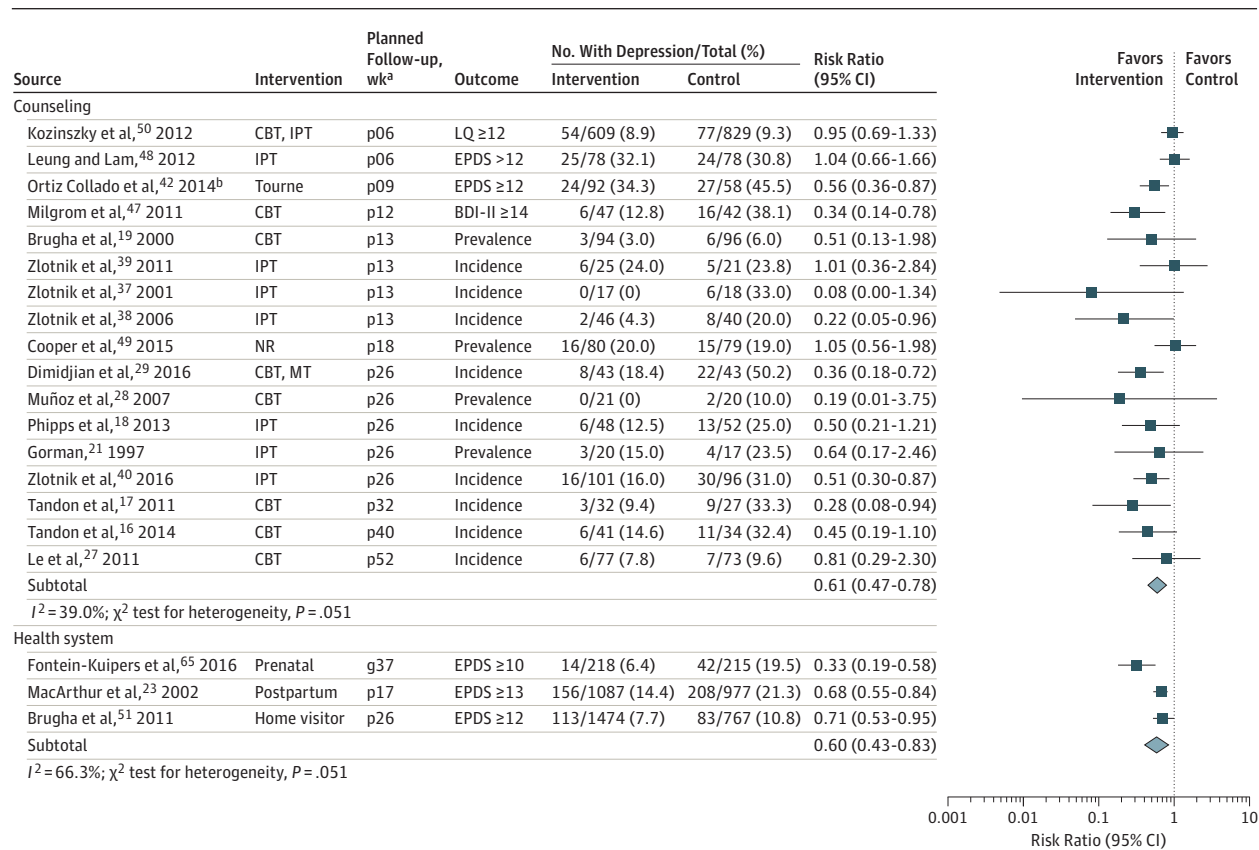 Source Intervention Planned Follow-up, wkᵃ Outcome No. With Depression/Total (%) Intervention Control Risk Ratio (95% CI) Favors Intervention Favors Control
Counseling
Kozinszky et al,⁵⁰ 2012 CBT, IPT p06 LQ ≥12 54/609 (8.9) 77/829 (9.3) 0.95 (0.69-1.33)
Leung and Lam,⁴⁸ 2012 IPT p06 EPDS >12 25/78 (32.1) 24/78 (30.8) 1.04 (0.66-1.66)
Ortiz Collado et al,⁴² 2014ᵇ Tourne p09 EPDS ≥12 24/92 (34.3) 27/58 (45.5) 0.56 (0.36-0.87)
Milgrom et al,⁴⁷ 2011 CBT p12 BDI-II ≥14 6/47 (12.8) 16/42 (38.1) 0.34 (0.14-0.78)
Brugha et al,¹⁹ 2000 CBT p13 Prevalence 3/94 (3.0) 6/96 (6.0) 0.51 (0.13-1.98)
Zlotnik et al,³⁹ 2011 IPT p13 Incidence 6/25 (24.0) 5/21 (23.8) 1.01 (0.36-2.84)
Zlotnik et al,³⁷ 2001 IPT p13 Incidence 0/17 (0) 6/18 (33.0) 0.08 (0.00-1.34)
Zlotnik et al,³⁸ 2006 IPT p13 Incidence 2/46 (4.3) 8/40 (20.0) 0.22 (0.05-0.96)
Cooper et al,⁴⁹ 2015 NR p18 Prevalence 16/80 (20.0) 15/79 (19.0) 1.05 (0.56-1.98)
Dimidjian et al,²⁹ 2016 CBT, MT p26 Incidence 8/43 (18.4) 22/43 (50.2) 0.36 (0.18-0.72)
Muñoz et al,²⁸ 2007 CBT p26 Prevalence 0/21 (0) 2/20 (10.0) 0.19 (0.01-3.75)
Phipps et al,¹⁸ 2013 IPT p26 Incidence 6/48 (12.5) 13/52 (25.0) 0.50 (0.21-1.21)
Gorman,²¹ 1997 IPT p26 Prevalence 3/20 (15.0) 4/17 (23.5) 0.64 (0.17-2.46)
Zlotnik et al,⁴⁰ 2016 IPT p26 Incidence 16/101 (16.0) 30/96 (31.0) 0.51 (0.30-0.87)
Tandon et al,¹⁷ 2011 CBT p32 Incidence 3/32 (9.4) 9/27 (33.3) 0.28 (0.08-0.94)
Tandon et al,¹⁶ 2014 CBT p40 Incidence 6/41 (14.6) 11/34 (32.4) 0.45 (0.19-1.10)
Le et al,²⁷ 2011 CBT p52 Incidence 6/77 (7.8) 7/73 (9.6) 0.81 (0.29-2.30)
Subtotal 0.61 (0.47-0.78)
I² = 39.0%; χ² test for heterogeneity, P = .051
Health system
Fontein-Kuipers et al,⁶⁵ 2016 Prenatal g37 EPDS ≥10 14/218 (6.4) 42/215 (19.5) 0.33 (0.19-0.58)
MacArthur et al,²³ 2002 Postpartum p17 EPDS ≥13 156/1087 (14.4) 208/977 (21.3) 0.68 (0.55-0.84)
Brugha et al,⁵¹ 2011 Home visitor p26 EPDS ≥12 113/1474 (7.7) 83/767 (10.8) 0.71 (0.53-0.95)
Subtotal 0.60 (0.43-0.83)
I² = 66.3%; χ² test for heterogeneity, P = .051
0.001 0.01 0.1 1 10
Risk Ratio (95% CI)